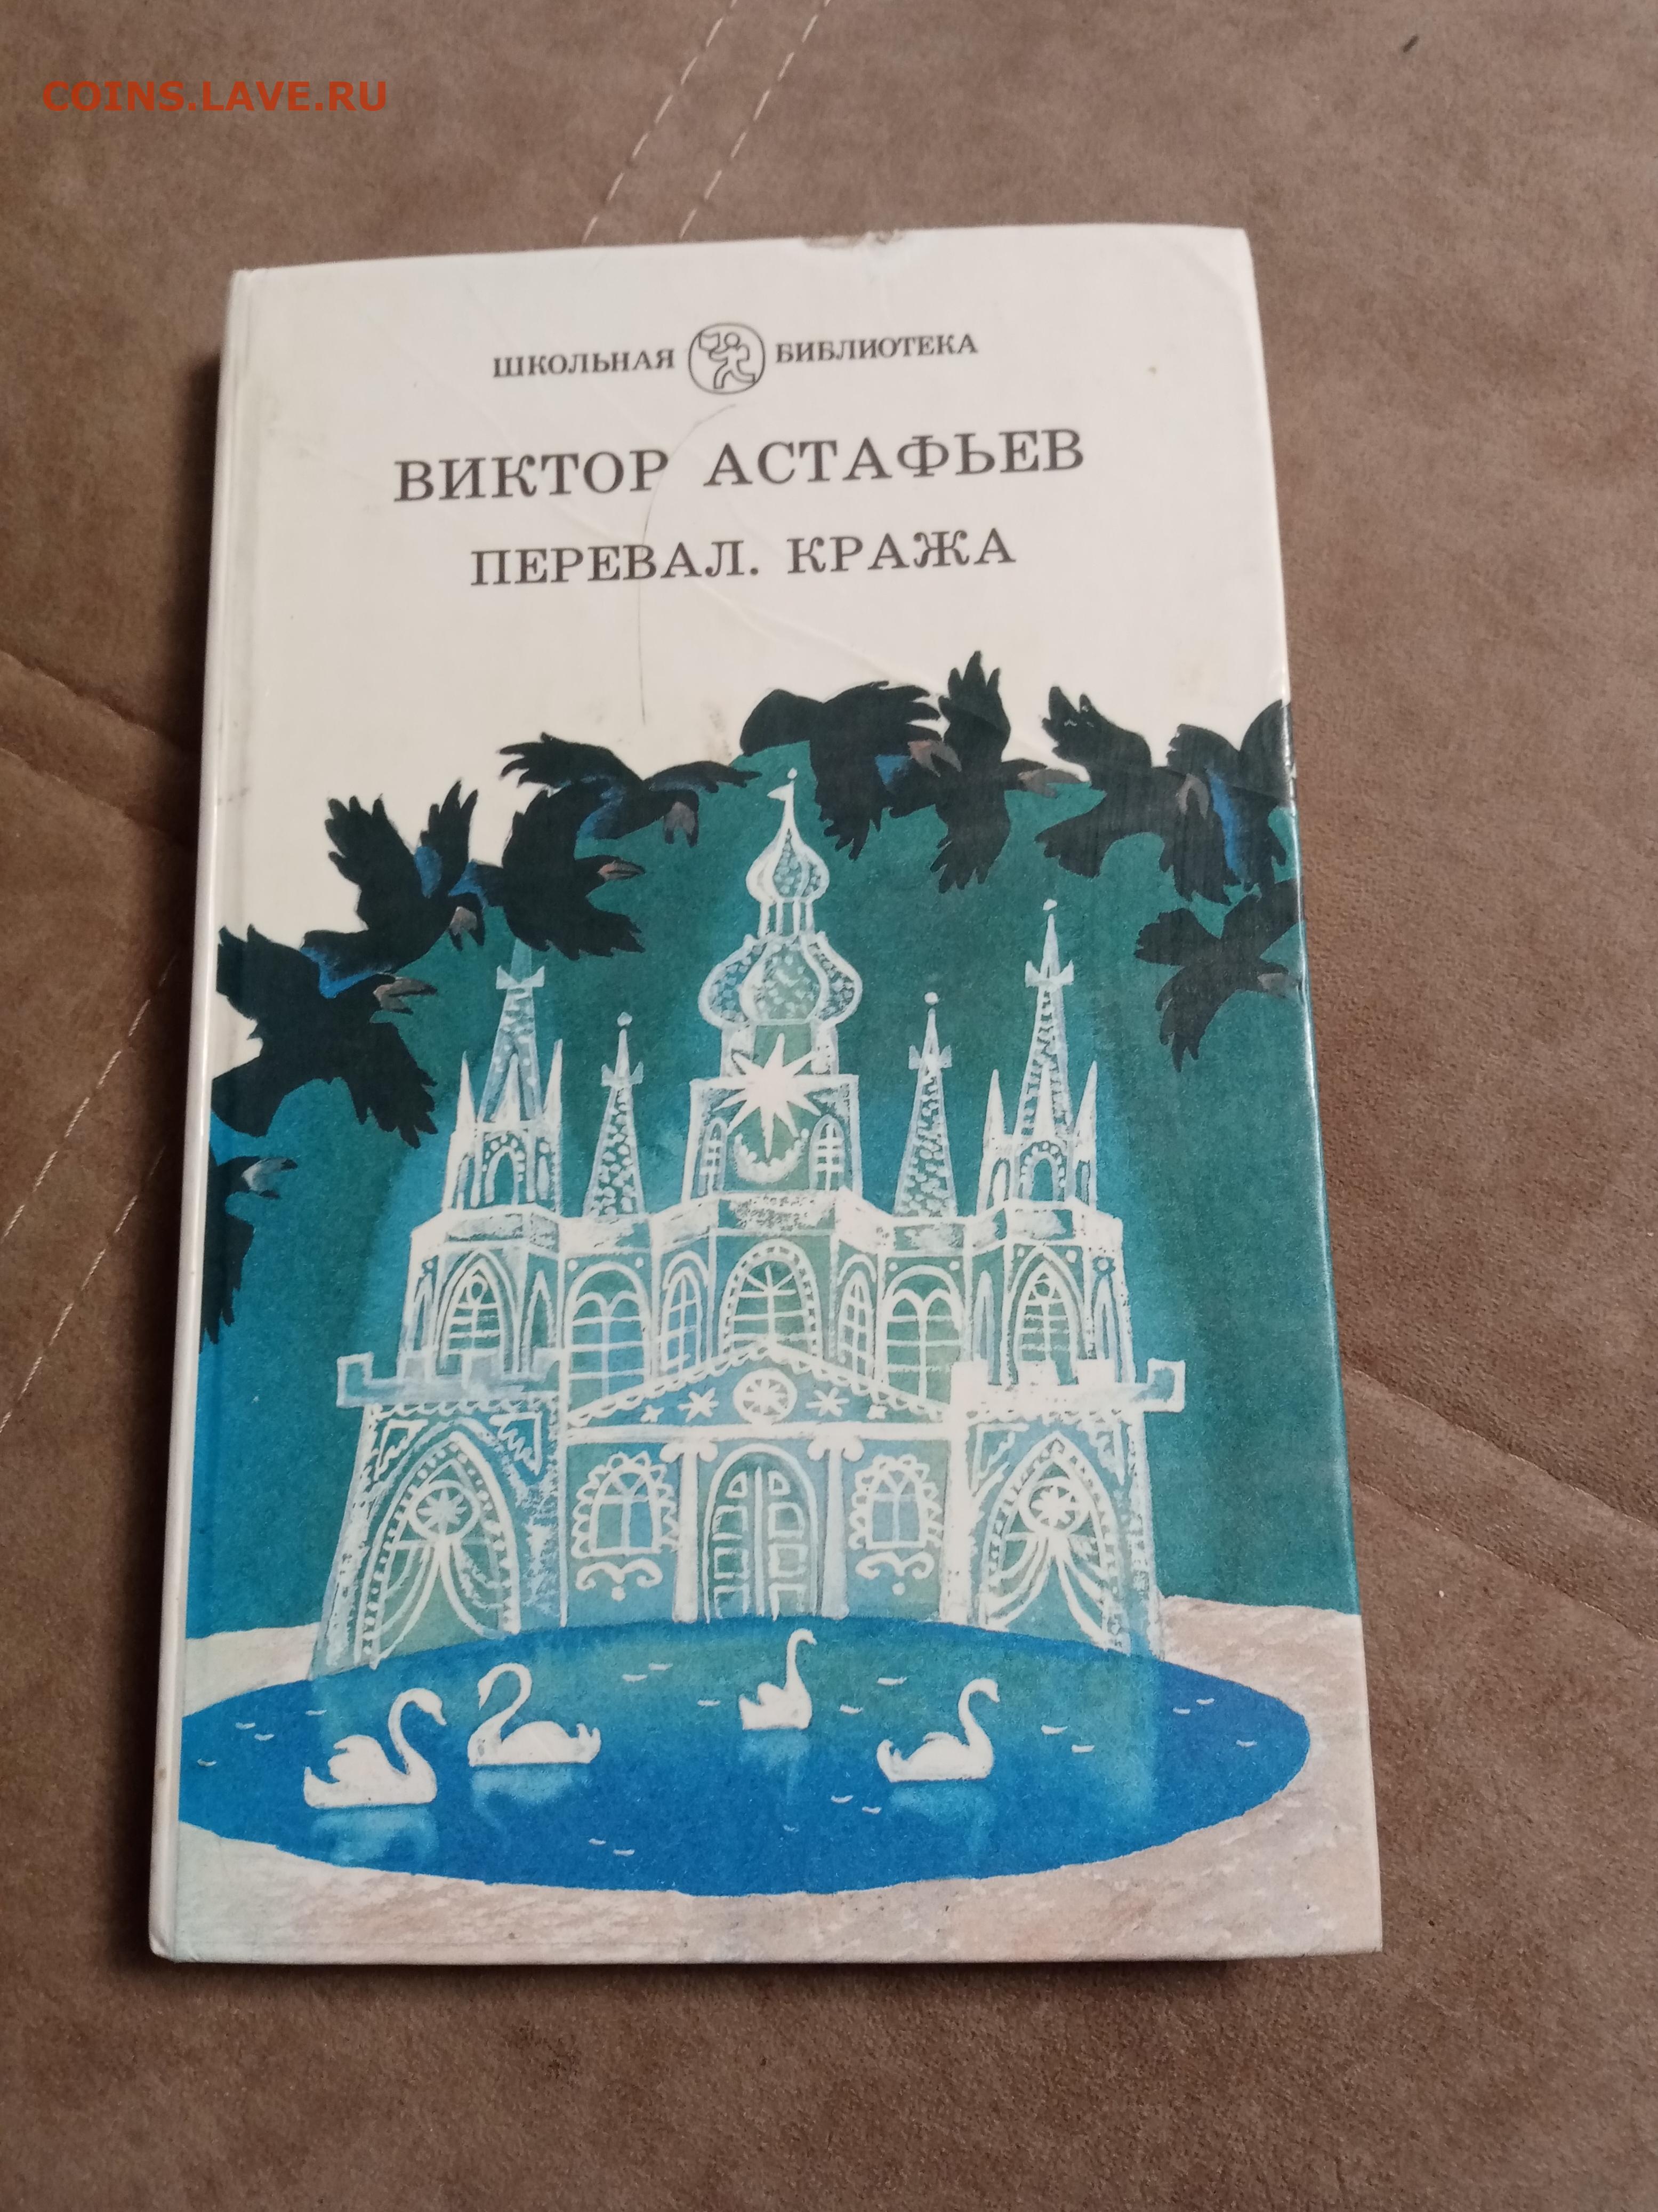 COINS.LAVE.RU
ШКОЛЬНАЯ БИБЛИОТЕКА
ВИКТОР АСТАФЬЕВ
ПЕРЕВАЛ. КРАЖА